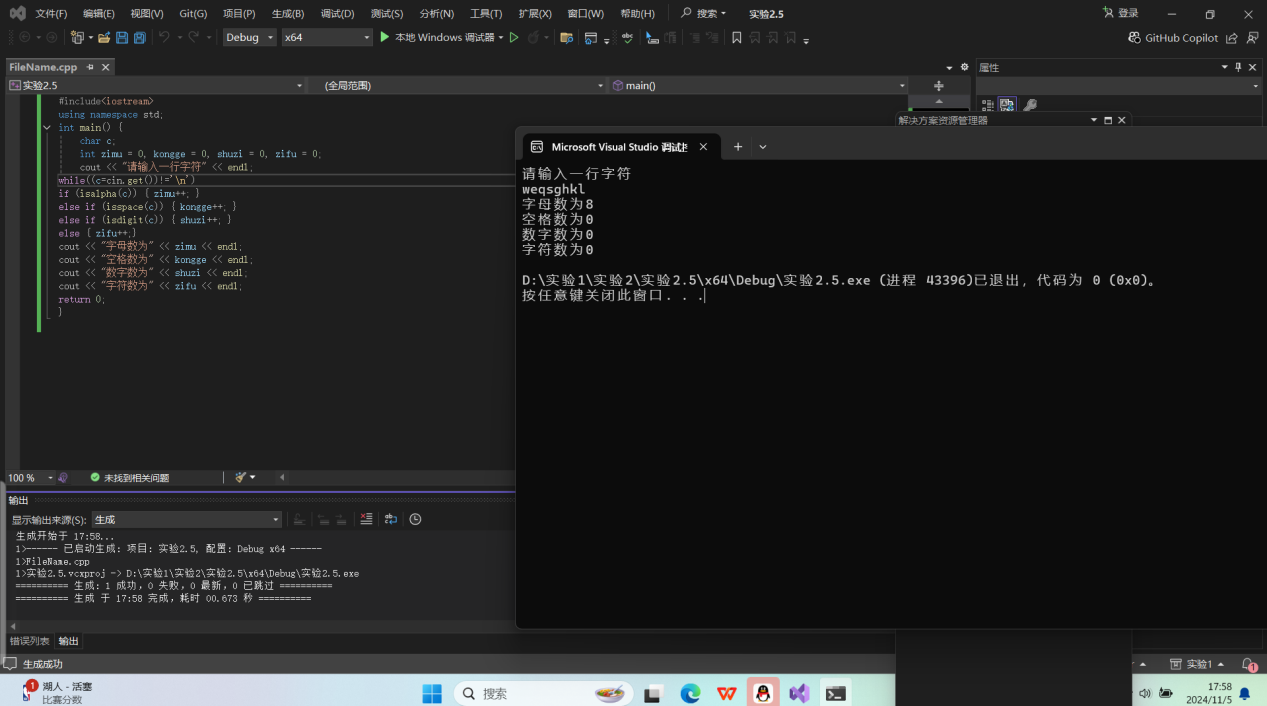 文件(F) 编辑(E) 视图(V) Git(G) 项目(P) 生成(B) 调试(D) 测试(S) 分析(N) 工具(T) 扩展(X) 窗口(W) 帮助(H) 搜索 实验2.5 登录
Debug x64 本地 Windows 调试器 GitHub Copilot
FileName.cpp 属性
实验2.5 (全局范围) main()
解决方案资源管理器
#include<iostream>
using namespace std;
int main() {
char c;
int zimu = 0, kongge = 0, shuzi = 0, zifu = 0;
cout << "请输入一行字符" << endl;
while((c=cin.get())!='\n')
if (isalpha(c)) { zimu++; }
else if (isspace(c)) { kongge++; }
else if (isdigit(c)) { shuzi++; }
else { zifu++;}
cout << "字母数为" << zimu << endl;
cout << "空格数为" << kongge << endl;
cout << "数字数为" << shuzi << endl;
cout << "字符数为" << zifu << endl;
return 0;
}
Microsoft Visual Studio 调试
请输入一行字符
weqsghkl
字母数为8
空格数为0
数字数为0
字符数为0
D:\实验1\实验2\实验2.5\x64\Debug\实验2.5.exe (进程 43396)已退出，代码为 0 (0x0)。
按任意键关闭此窗口. . .
100 % 未找到相关问题
输出
显示输出来源(S): 生成
生成开始于 17:58...
1>------ 已启动生成: 项目: 实验2.5, 配置: Debug x64 ------
1>FileName.cpp
1>实验2.5.vcxproj -> D:\实验1\实验2\实验2.5\x64\Debug\实验2.5.exe
========== 生成: 1 成功，0 失败，0 最新，0 已跳过 ==========
========== 生成 于 17:58 完成，耗时 00.673 秒 ==========
错误列表 输出
生成成功 实验1 1
1 湖人 - 活塞
比赛分数
搜索
17:58
2024/11/5